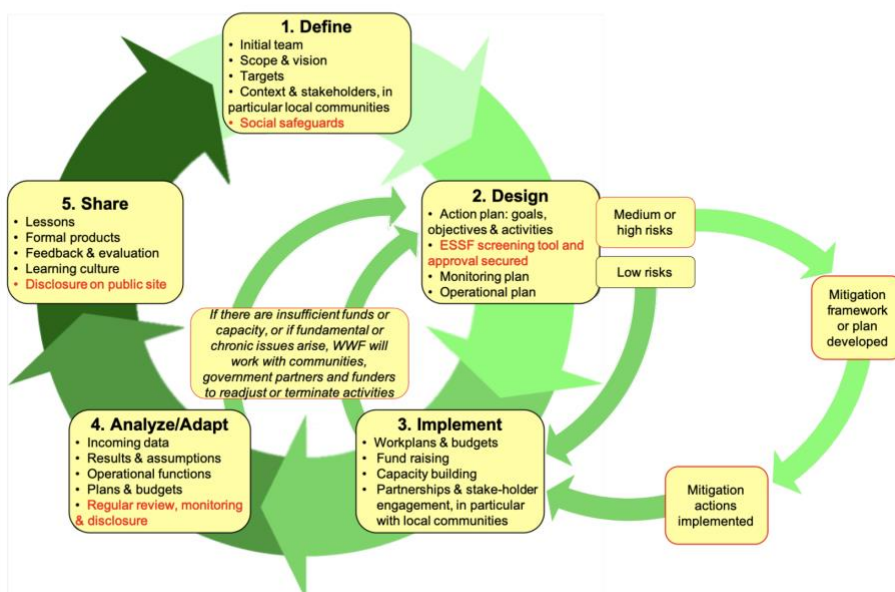 1. Define
• Initial team
• Scope & vision
• Targets
• Context & stakeholders, in
particular local communities
• Social safeguards
2. Design
• Action plan: goals,
objectives & activities
• ESSF screening tool and
approval secured
• Monitoring plan
• Operational plan
Medium or
high risks
Low risks
Mitigation
framework
or plan
developed
Mitigation
actions
implemented
3. Implement
• Workplans & budgets
• Fund raising
• Capacity building
• Partnerships & stake-holder
engagement, in particular
with local communities
4. Analyze/Adapt
• Incoming data
• Results & assumptions
• Operational functions
• Plans & budgets
• Regular review, monitoring
& disclosure
5. Share
• Lessons
• Formal products
• Feedback & evaluation
• Learning culture
• Disclosure on public site
If there are insufficient funds or
capacity, or if fundamental or
chronic issues arise, WWF will
work with communities,
government partners and funders
to readjust or terminate activities